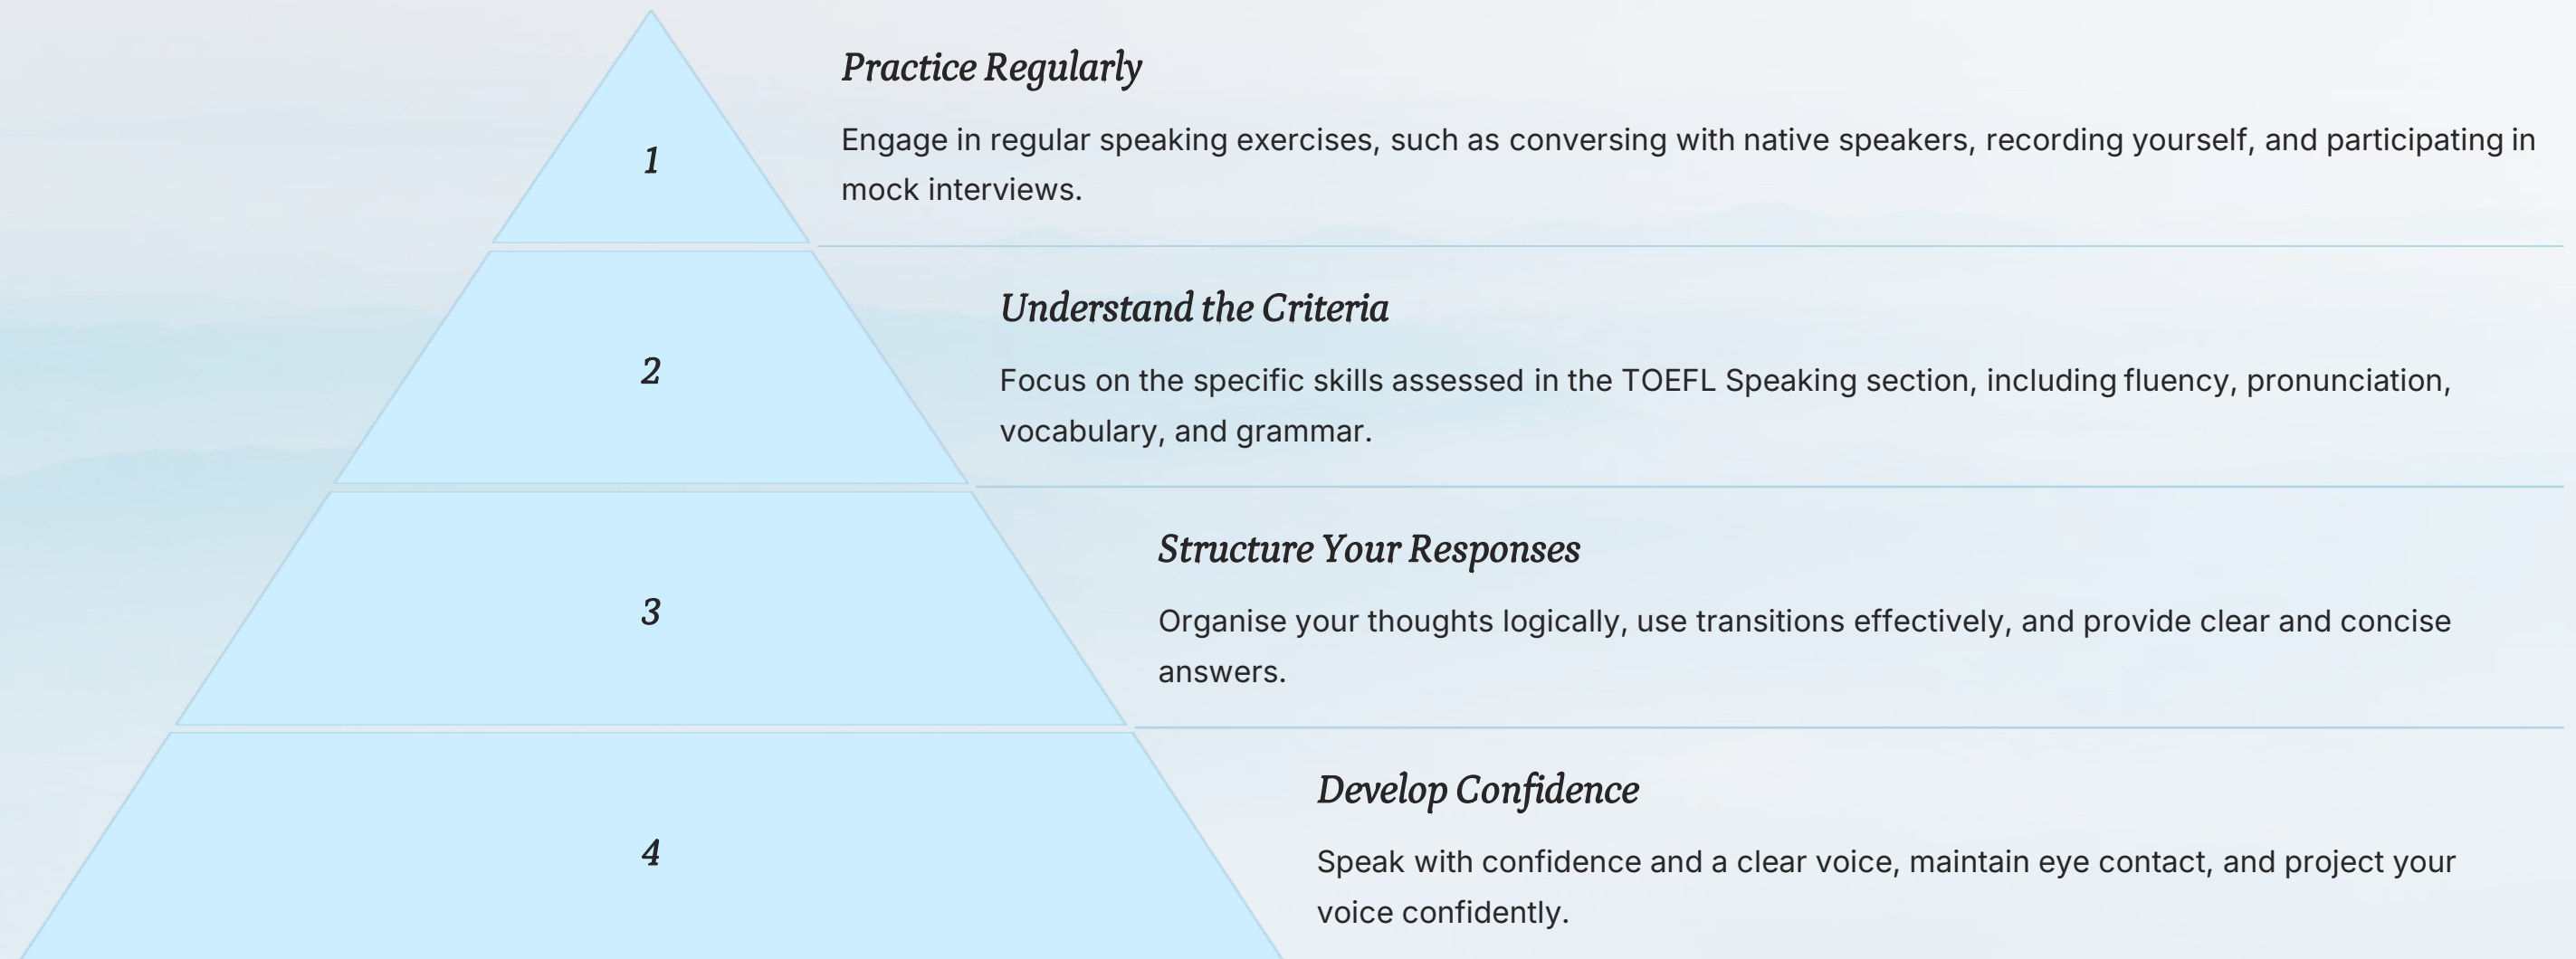 Practice Regularly
1
Engage in regular speaking exercises, such as conversing with native speakers, recording yourself, and participating in
mock interviews.
Understand the Criteria
2
Focus on the specific skills assessed in the TOEFL Speaking section, including fluency, pronunciation,
vocabulary, and grammar.
Structure Your Responses
3
Organise your thoughts logically, use transitions effectively, and provide clear and concise
answers.
Develop Confidence
4
Speak with confidence and a clear voice, maintain eye contact, and project your
voice confidently.